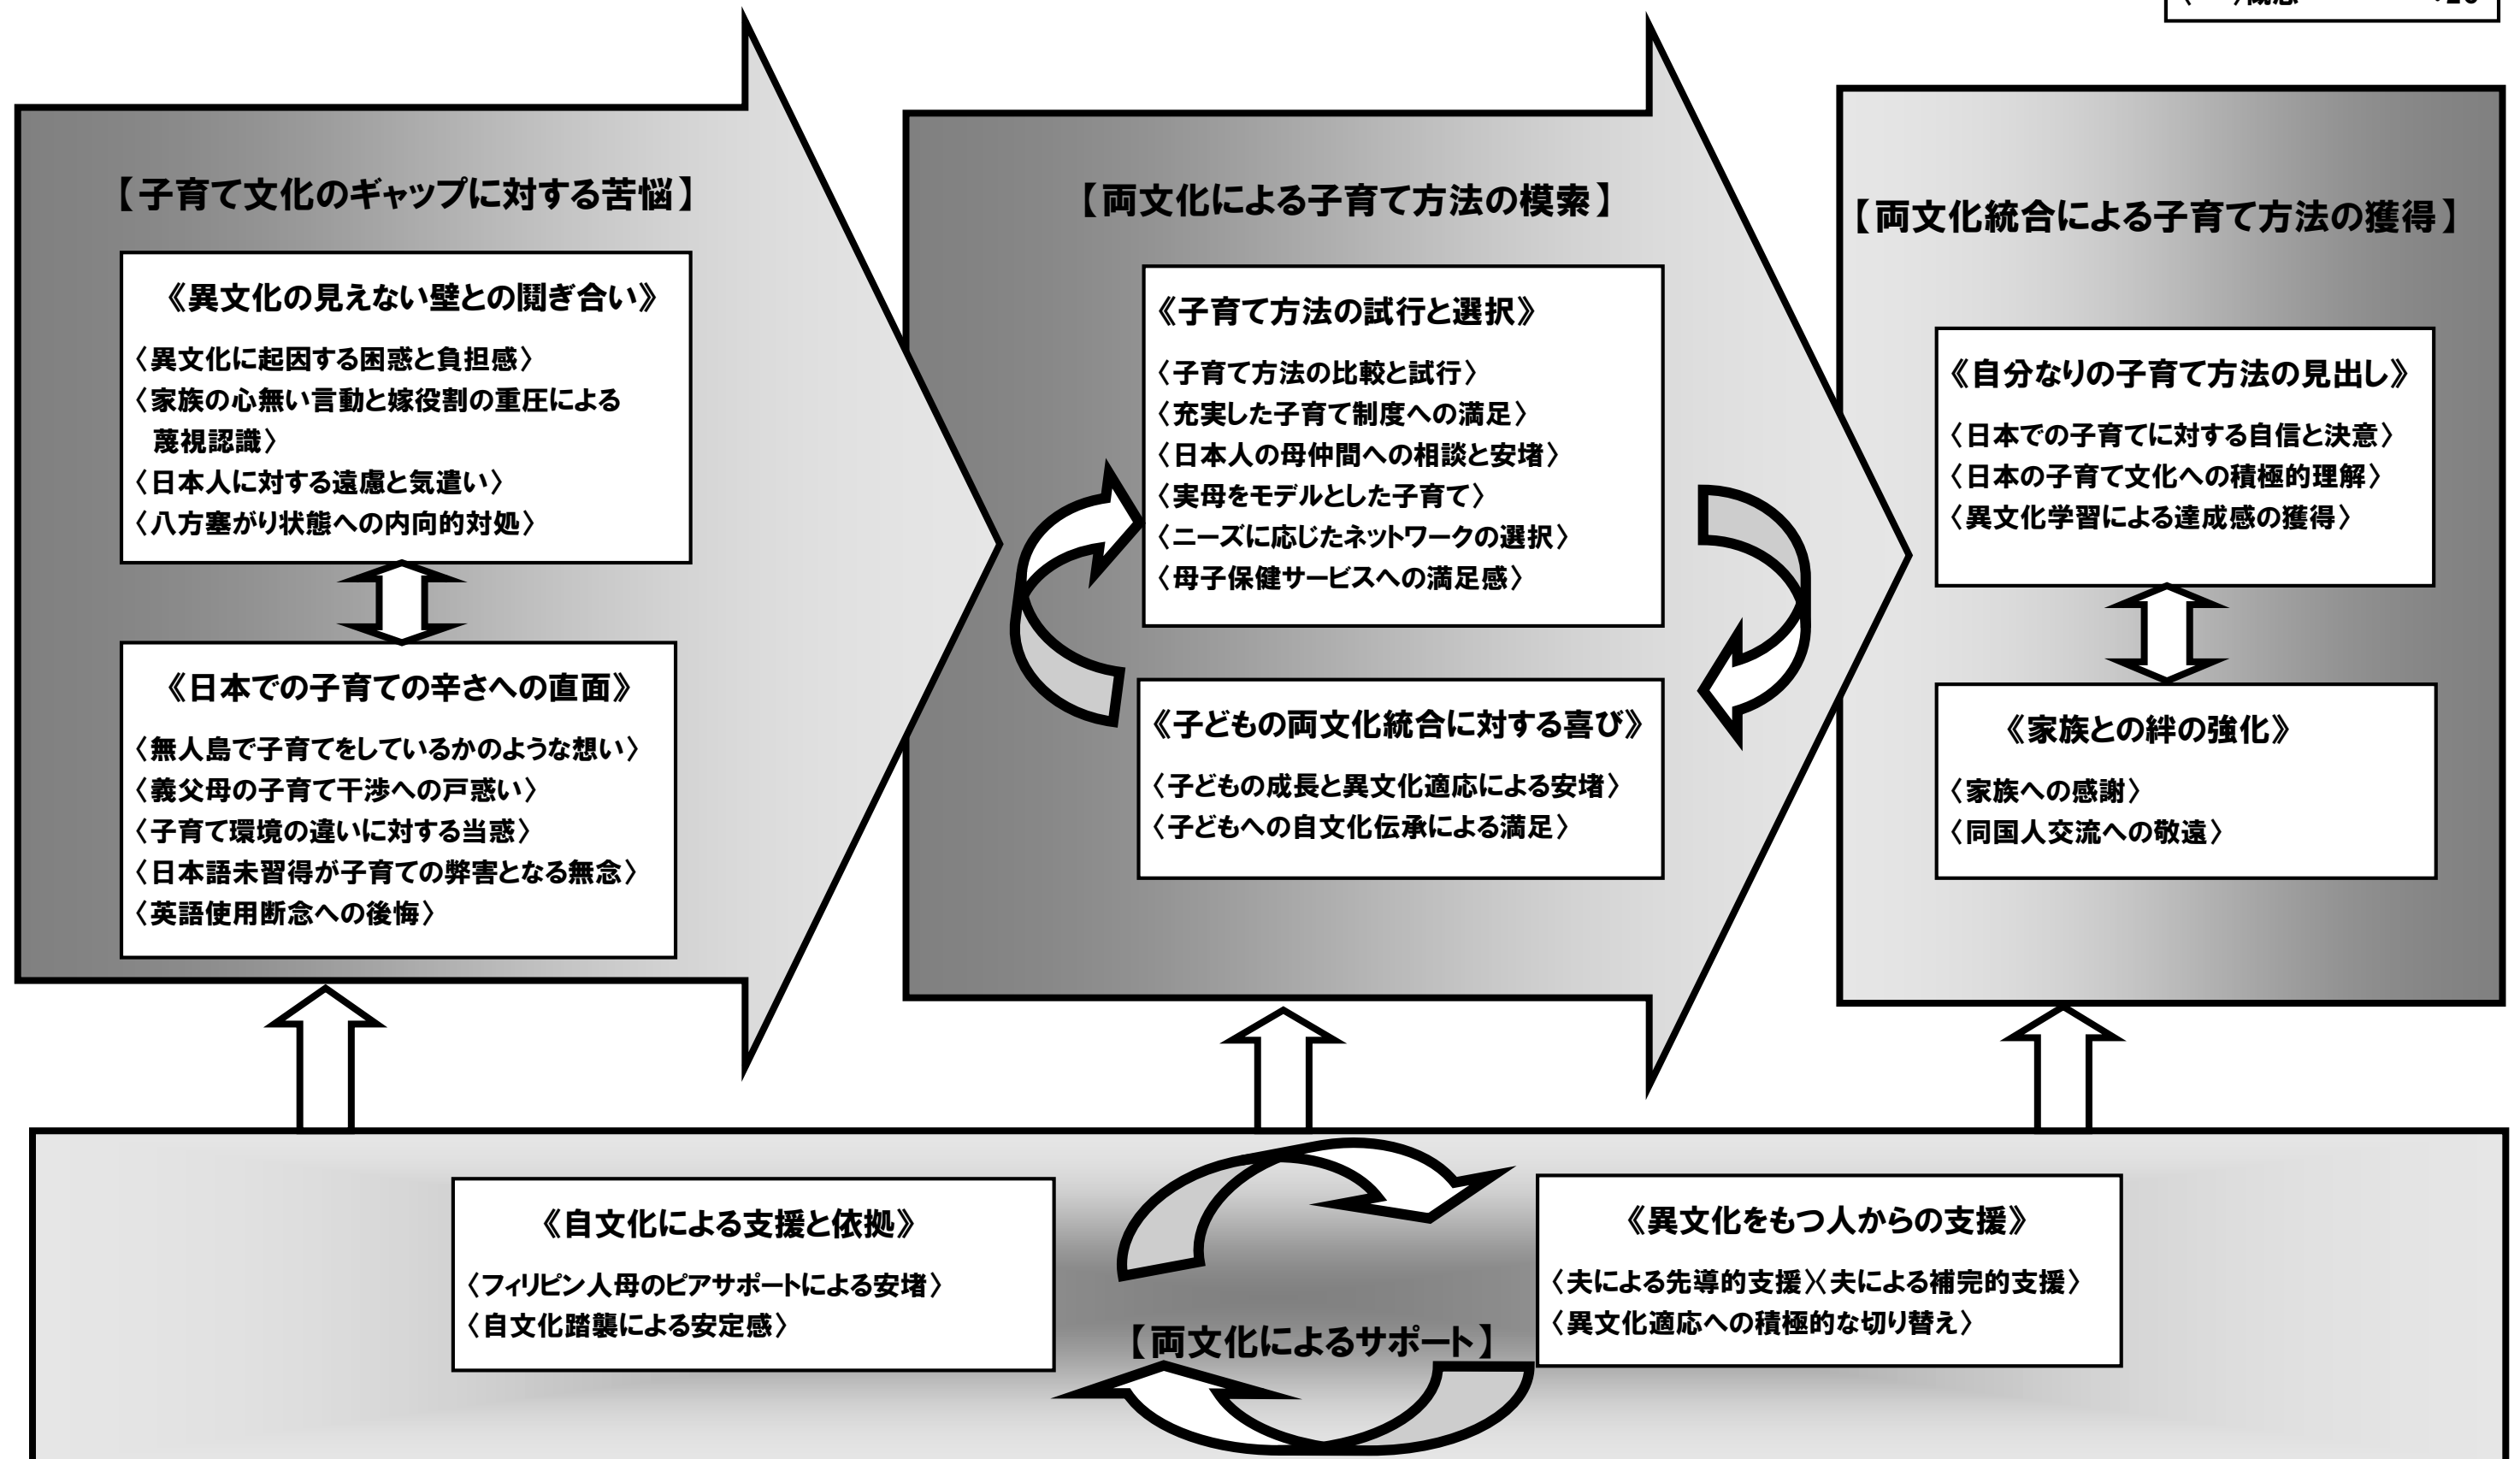 【子育て文化のギャップに対する苦悩】
《異文化の見えない壁との鬩ぎ合い》
〈異文化に起因する困惑と負担感〉
〈家族の心無い言動と嫁役割の重圧による
蔑視認識〉
〈日本人に対する遠慮と気遣い〉
〈八方塞がり状態への内向的対処〉
《日本での子育ての辛さへの直面》
〈無人島で子育てをしているかのような想い〉
〈義父母の子育て干渉への戸惑い〉
〈子育て環境の違いに対する当惑〉
〈日本語未習得が子育ての弊害となる無念〉
〈英語使用断念への後悔〉
【両文化による子育て方法の模索】
《子育て方法の試行と選択》
〈子育て方法の比較と試行〉
〈充実した子育て制度への満足〉
〈日本人の母仲間への相談と安堵〉
〈実母をモデルとした子育て〉
〈ニーズに応じたネットワークの選択〉
〈母子保健サービスへの満足感〉
《子どもの両文化統合に対する喜び》
〈子どもの成長と異文化適応による安堵〉
〈子どもへの自文化伝承による満足〉
【両文化統合による子育て方法の獲得】
《自分なりの子育て方法の見出し》
〈日本での子育てに対する自信と決意〉
〈日本の子育て文化への積極的理解〉
〈異文化学習による達成感の獲得〉
《家族との絆の強化》
〈家族への感謝〉
〈同国人交流への敬遠〉
《自文化による支援と依拠》
〈フィリピン人母のピアサポートによる安堵〉
〈自文化踏襲による安定感〉
【両文化によるサポート】
《異文化をもつ人からの支援》
〈夫による先導的支援〉〈夫による補完的支援〉
〈異文化適応への積極的な切り替え〉